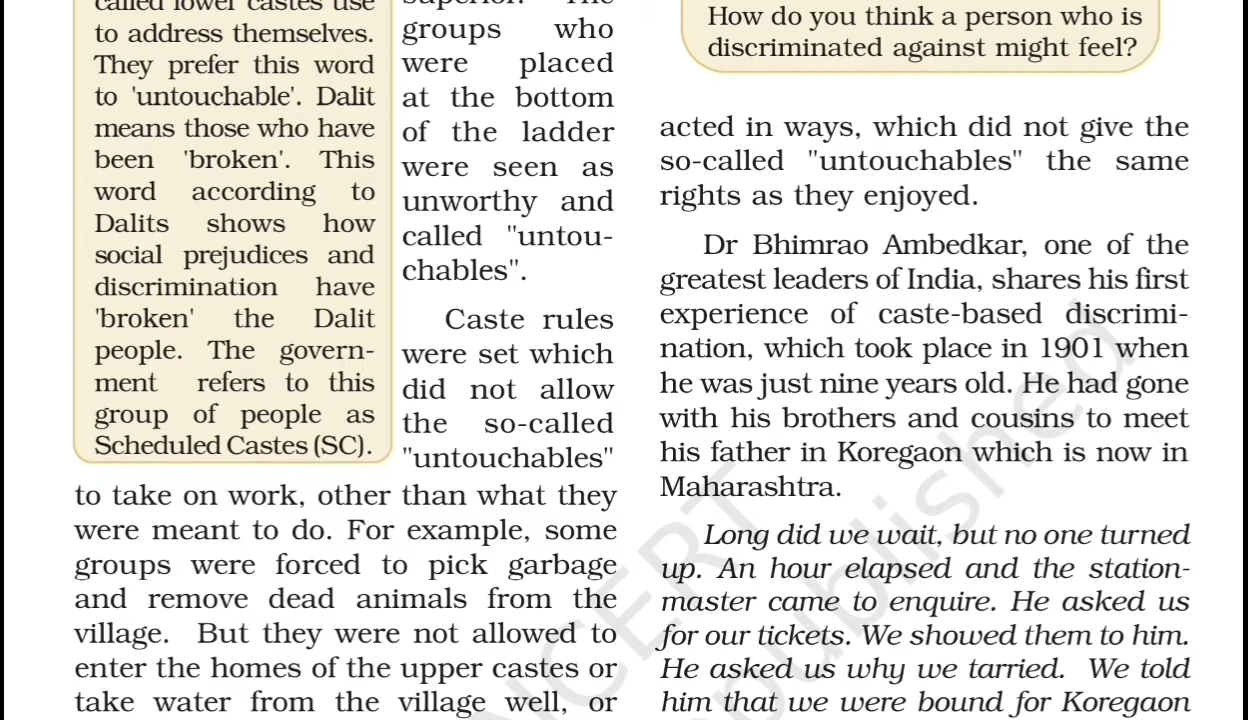 called lower castes use
to address themselves.
They prefer this word
to 'untouchable'. Dalit
means those who have
been 'broken'. This
word according to
Dalits shows how
social prejudices and
discrimination have
'broken' the Dalit
people. The govern-
ment refers to this
group of people as
Scheduled Castes (SC).
superior. The
groups who
were placed
at the bottom
of the ladder
were seen as
unworthy and
called "untou-
chables".
Caste rules
were set which
did not allow
the so-called
"untouchables"
to take on work, other than what they
were meant to do. For example, some
groups were forced to pick garbage
and remove dead animals from the
village. But they were not allowed to
enter the homes of the upper castes or
take water from the village well, or
How do you think a person who is
discriminated against might feel?
acted in ways, which did not give the
so-called "untouchables" the same
rights as they enjoyed.
Dr Bhimrao Ambedkar, one of the
greatest leaders of India, shares his first
experience of caste-based discrimi-
nation, which took place in 1901 when
he was just nine years old. He had gone
with his brothers and cousins to meet
his father in Koregaon which is now in
Maharashtra.
Long did we wait, but no one turned
up. An hour elapsed and the station-
master came to enquire. He asked us
for our tickets. We showed them to him.
He asked us why we tarried. We told
him that we were bound for Koregaon
NCERT
published